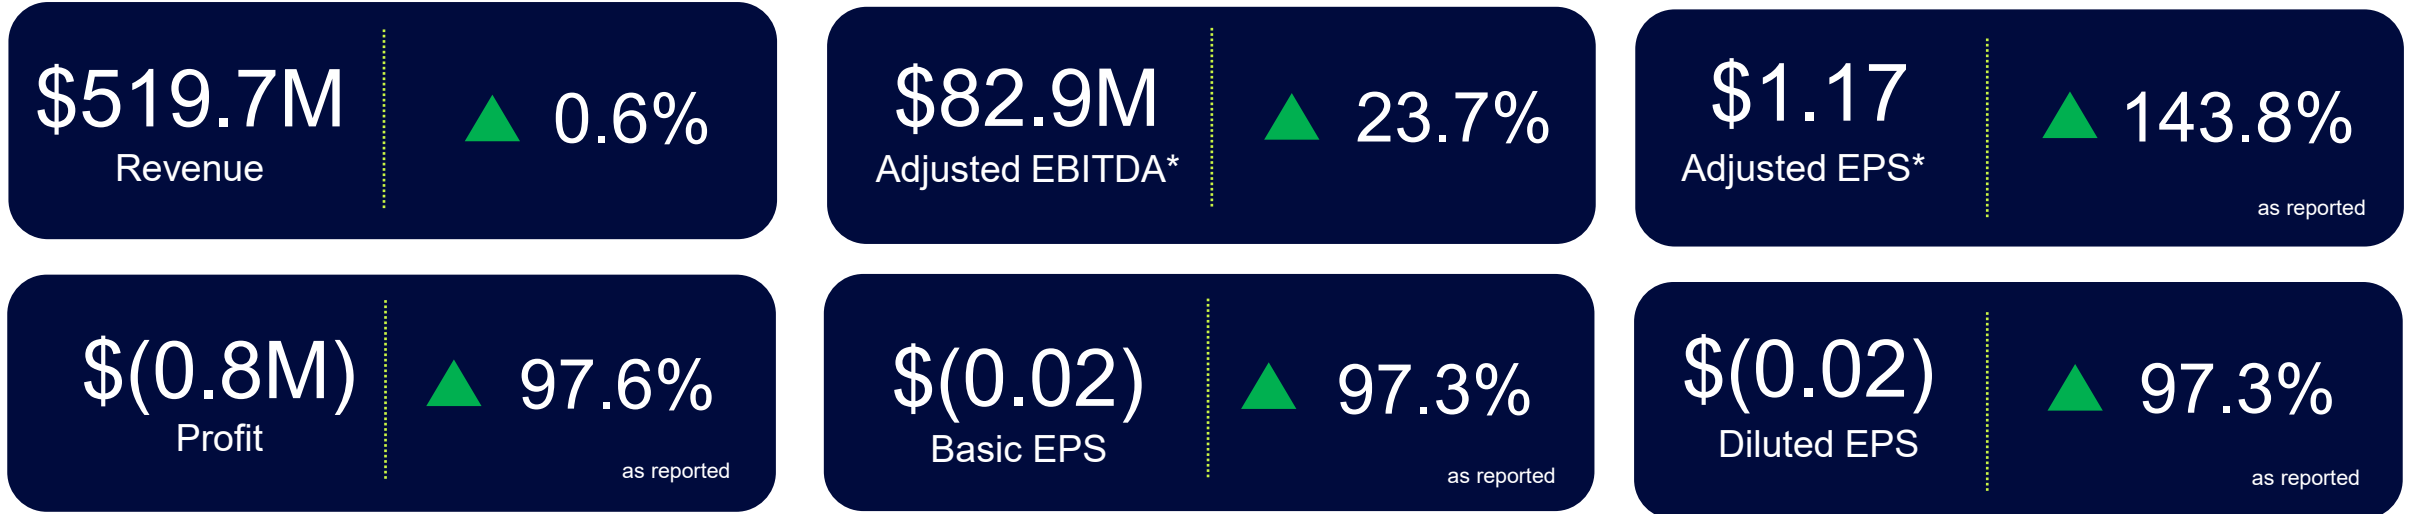 $519.7M
Revenue
0.6%
$82.9M
Adjusted EBITDA*
23.7%
$1.17
Adjusted EPS*
143.8%
as reported
$(0.8M)
Profit
97.6%
as reported
$(0.02)
Basic EPS
97.3%
as reported
$(0.02)
Diluted EPS
97.3%
as reported